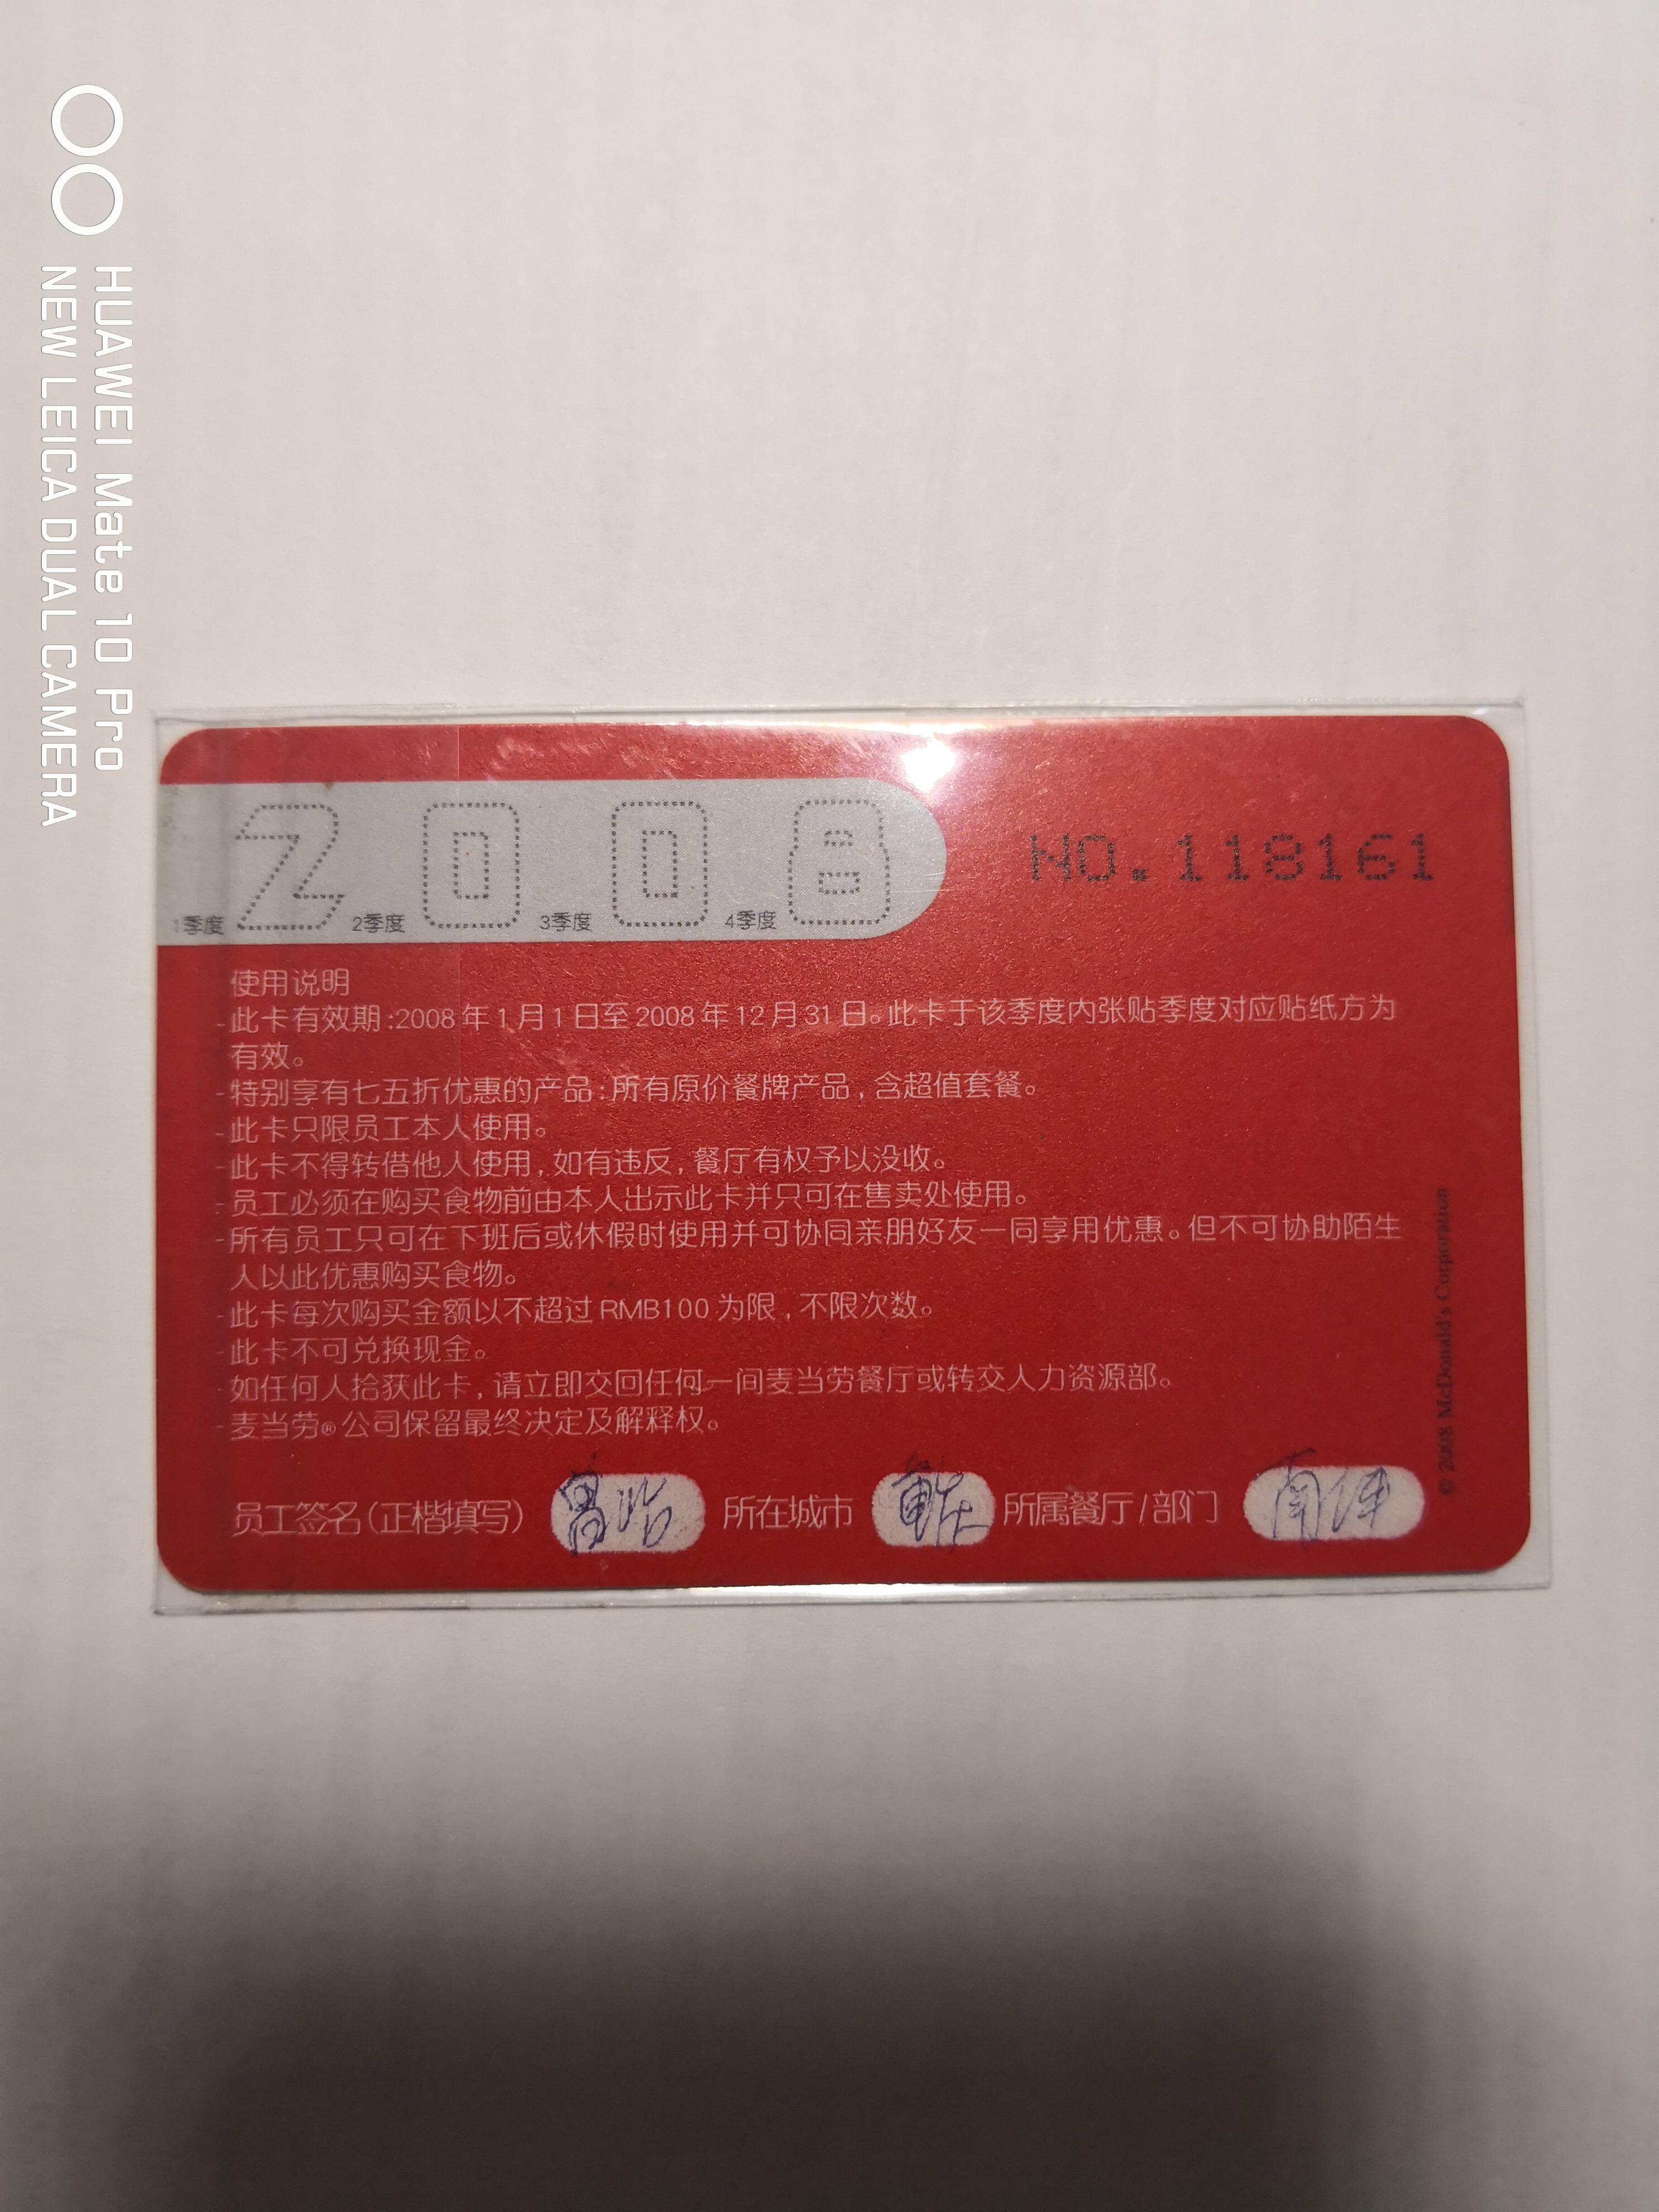 HUAWEI Mate 10 Pro
NEW LEICA DUAL CAMERA
2008
NO.118161
1季度 2季度 3季度 4季度
使用说明
-此卡有效期:2008年1月1日至2008年12月31日。此卡于该季度内张贴季度对应贴纸方为
有效。
-特别享有七五折优惠的产品:所有原价餐牌产品,含超值套餐。
-此卡只限员工本人使用。
-此卡不得转借他人使用,如有违反,餐厅有权予以没收。
-员工必须在购买食物前由本人出示此卡并只可在售卖处使用。
-所有员工只可在下班后或休假时使用并可协同亲朋好友一同享用优惠。但不可协助陌生
人以此优惠购买食物。
-此卡每次购买金额以不超过RMB100为限,不限次数。
-此卡不可兑换现金。
-如任何人拾获此卡,请立即交回任何一间麦当劳餐厅或转交人力资源部。
-麦当劳®公司保留最终决定及解释权。
员工签名(正楷填写) 所在城市 所属餐厅/部门
© 2008 McDonald's Corporation